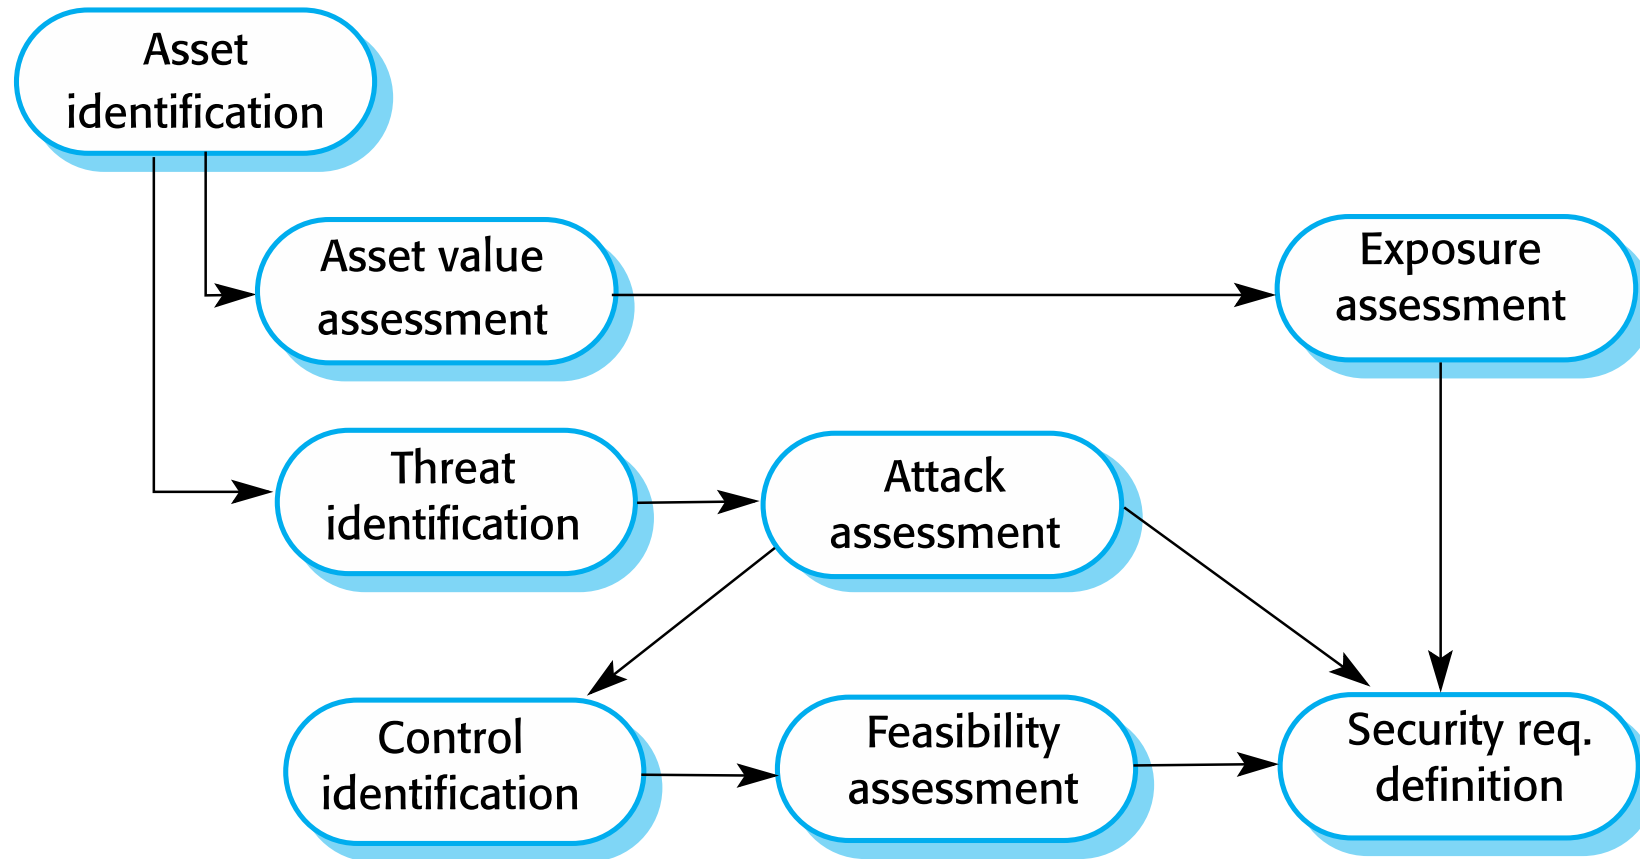 Asset
identification
Asset value
assessment
Exposure
assessment
Threat
identification
Attack
assessment
Control
identification
Feasibility
assessment
Security req.
definition